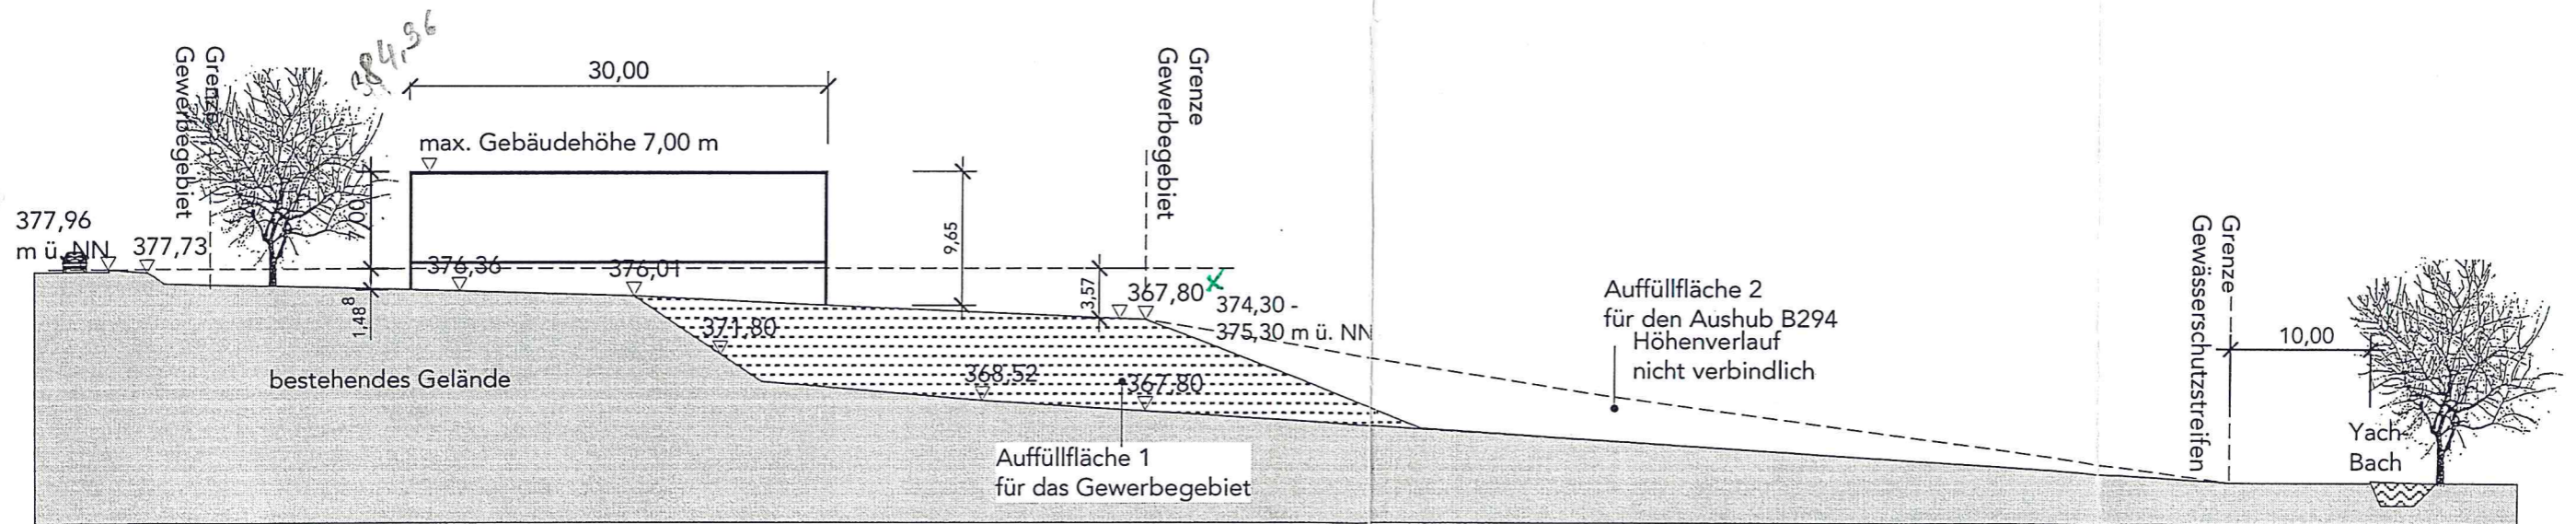 384,96
Grenze
Gewerbegebiet
30,00
max. Gebäudehöhe 7,00 m
7,00
377,96
m ü. NN
377,73
376,36
376,01
1,48⁸
9,65
3,57
Grenze
Gewerbegebiet
367,80 x
374,30 -
375,30 m ü. NN
371,80
368,52
367,80
bestehendes Gelände
Auffüllfläche 1
für das Gewerbegebiet
Auffüllfläche 2
für den Aushub B294
Höhenverlauf
nicht verbindlich
Grenze
Gewässerschutzstreifen
10,00
Yach-
Bach